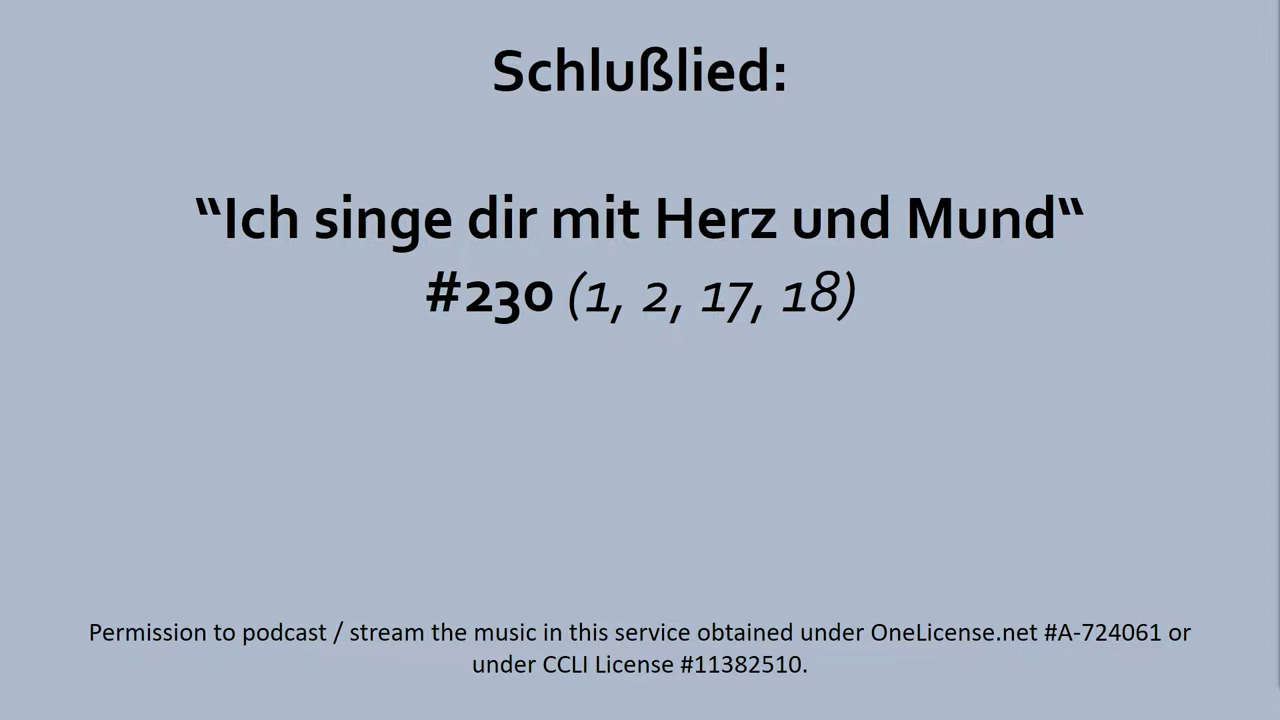 Schlußlied:
“Ich singe dir mit Herz und Mund“
#230 (1, 2, 17, 18)
Permission to podcast / stream the music in this service obtained under OneLicense.net #A-724061 or
under CCLI License #11382510.